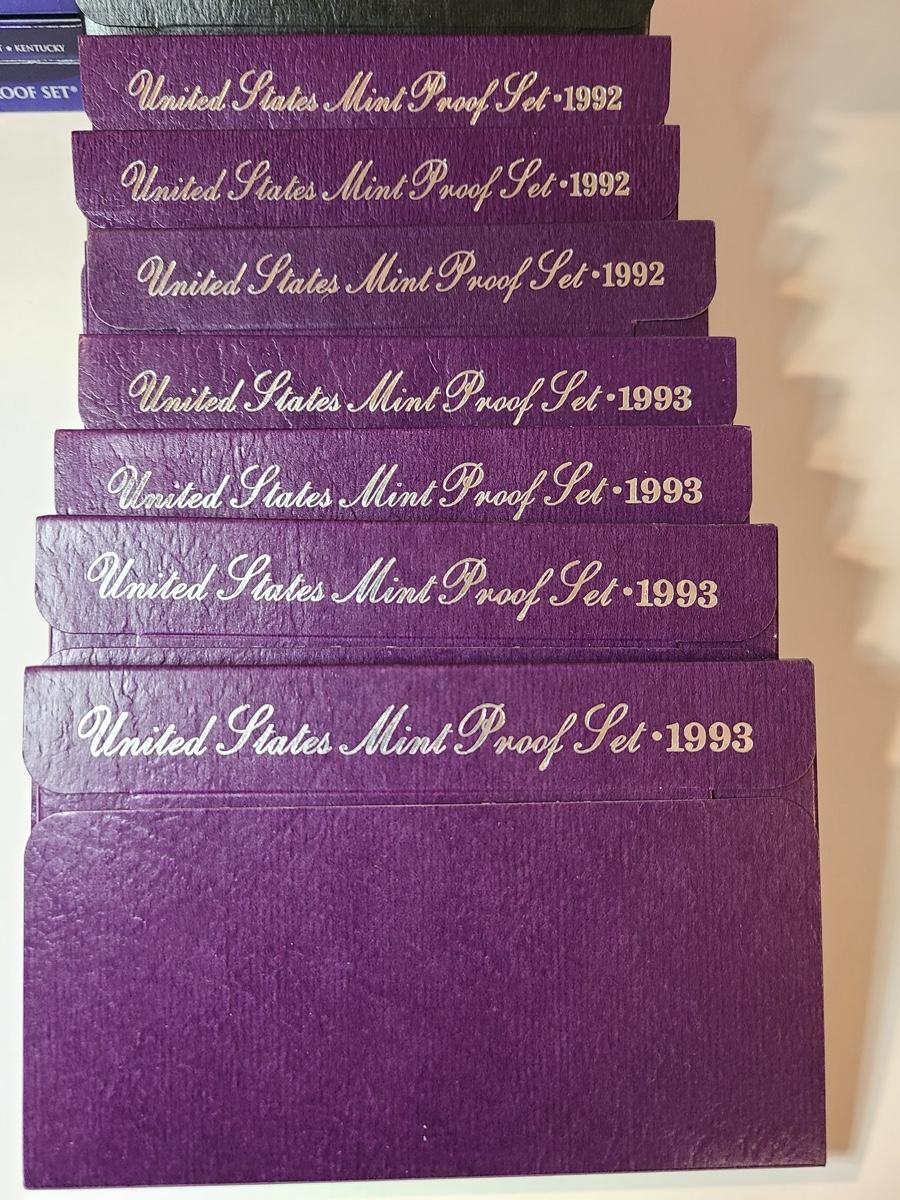 ★ KENTUCKY
OOF SET®
United States Mint Proof Set • 1992
United States Mint Proof Set • 1992
United States Mint Proof Set • 1992
United States Mint Proof Set • 1993
United States Mint Proof Set • 1993
United States Mint Proof Set • 1993
United States Mint Proof Set • 1993